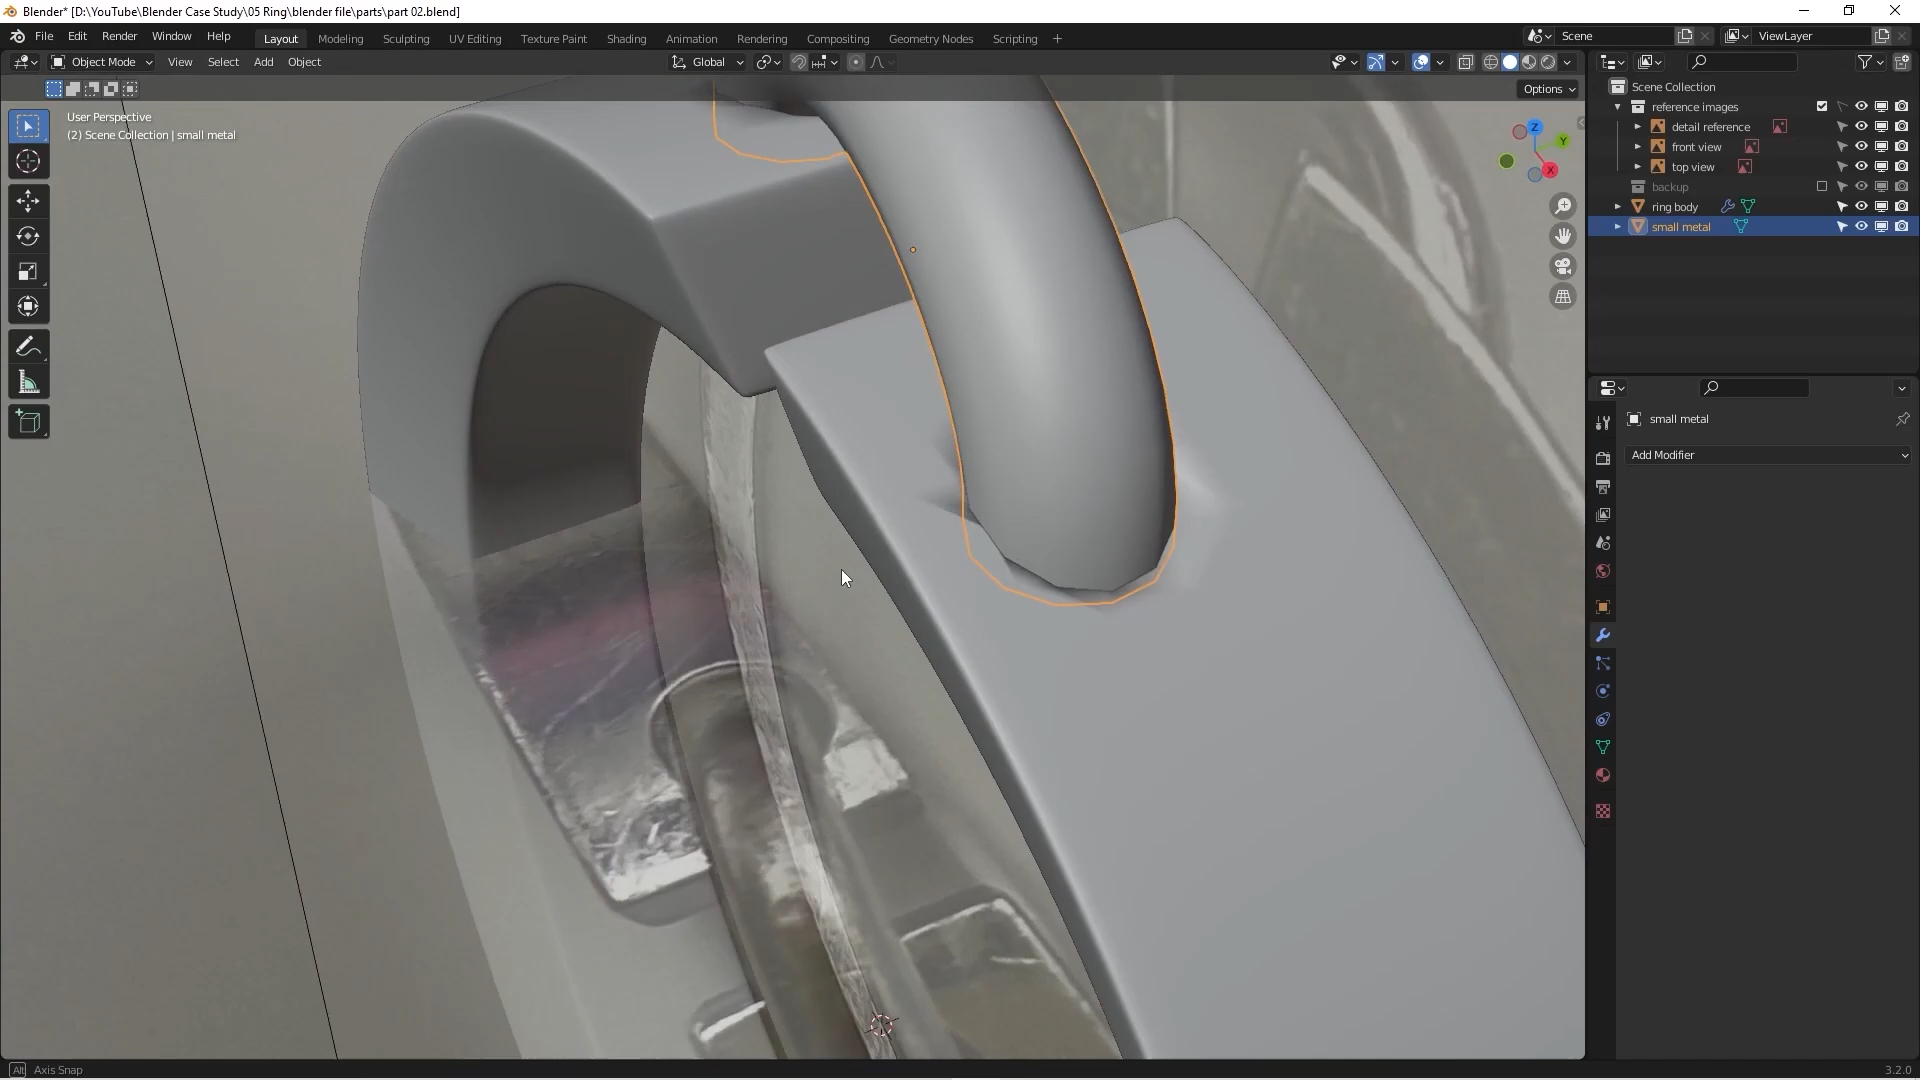 Blender* [D:\YouTube\Blender Case Study\05 Ring\blender file\parts\part 02.blend]
File Edit Render Window Help Layout Modeling Sculpting UV Editing Texture Paint Shading Animation Rendering Compositing Geometry Nodes Scripting + Scene ViewLayer
Object Mode View Select Add Object Global
Options
User Perspective
(2) Scene Collection | small metal
Z
Y
X
Scene Collection
reference images
detail reference
front view
top view
backup
ring body
small metal
small metal
Add Modifier
Alt Axis Snap
3.2.0